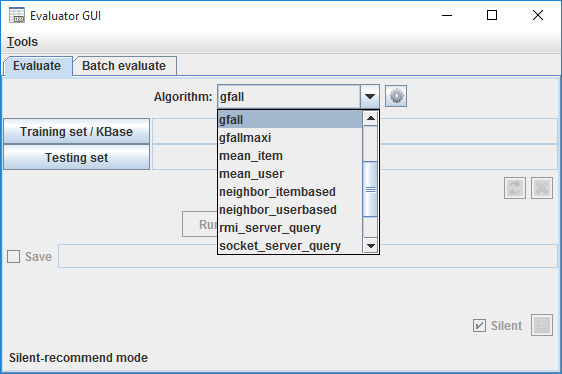 Evaluator GUI
Tools
Evaluate Batch evaluate
Algorithm: gfall
gfall
gfallmaxi
mean_item
mean_user
neighbor_itembased
neighbor_userbased
rmi_server_query
socket_server_query
Training set / KBase
Testing set
Save
Silent
Silent-recommend mode